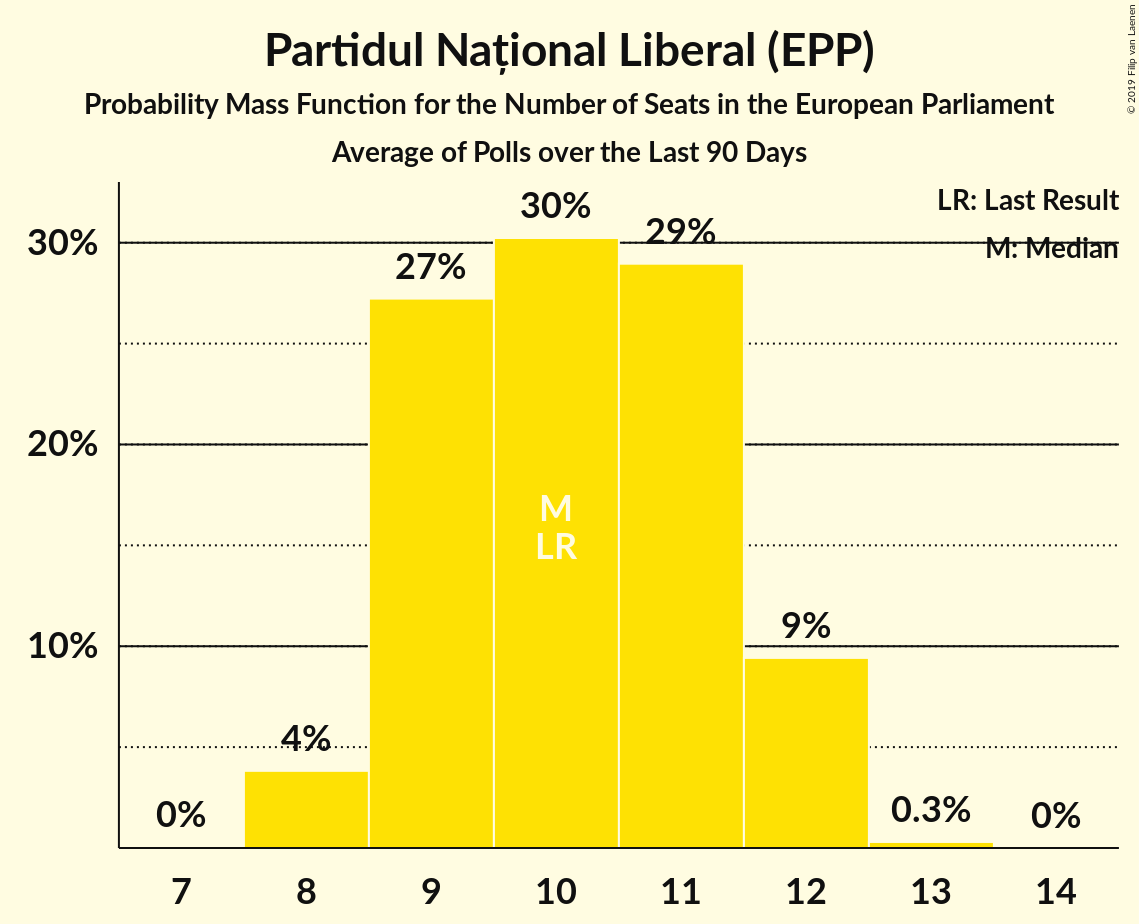 Partidul Național Liberal (EPP)
Probability Mass Function for the Number of Seats in the European Parliament
Average of Polls over the Last 90 Days
© 2019 Filip van Laenen
LR: Last Result
M: Median
30%
20%
10%
0%
4%
27%
30%
29%
9%
0.3%
0%
M
LR
7 8 9 10 11 12 13 14